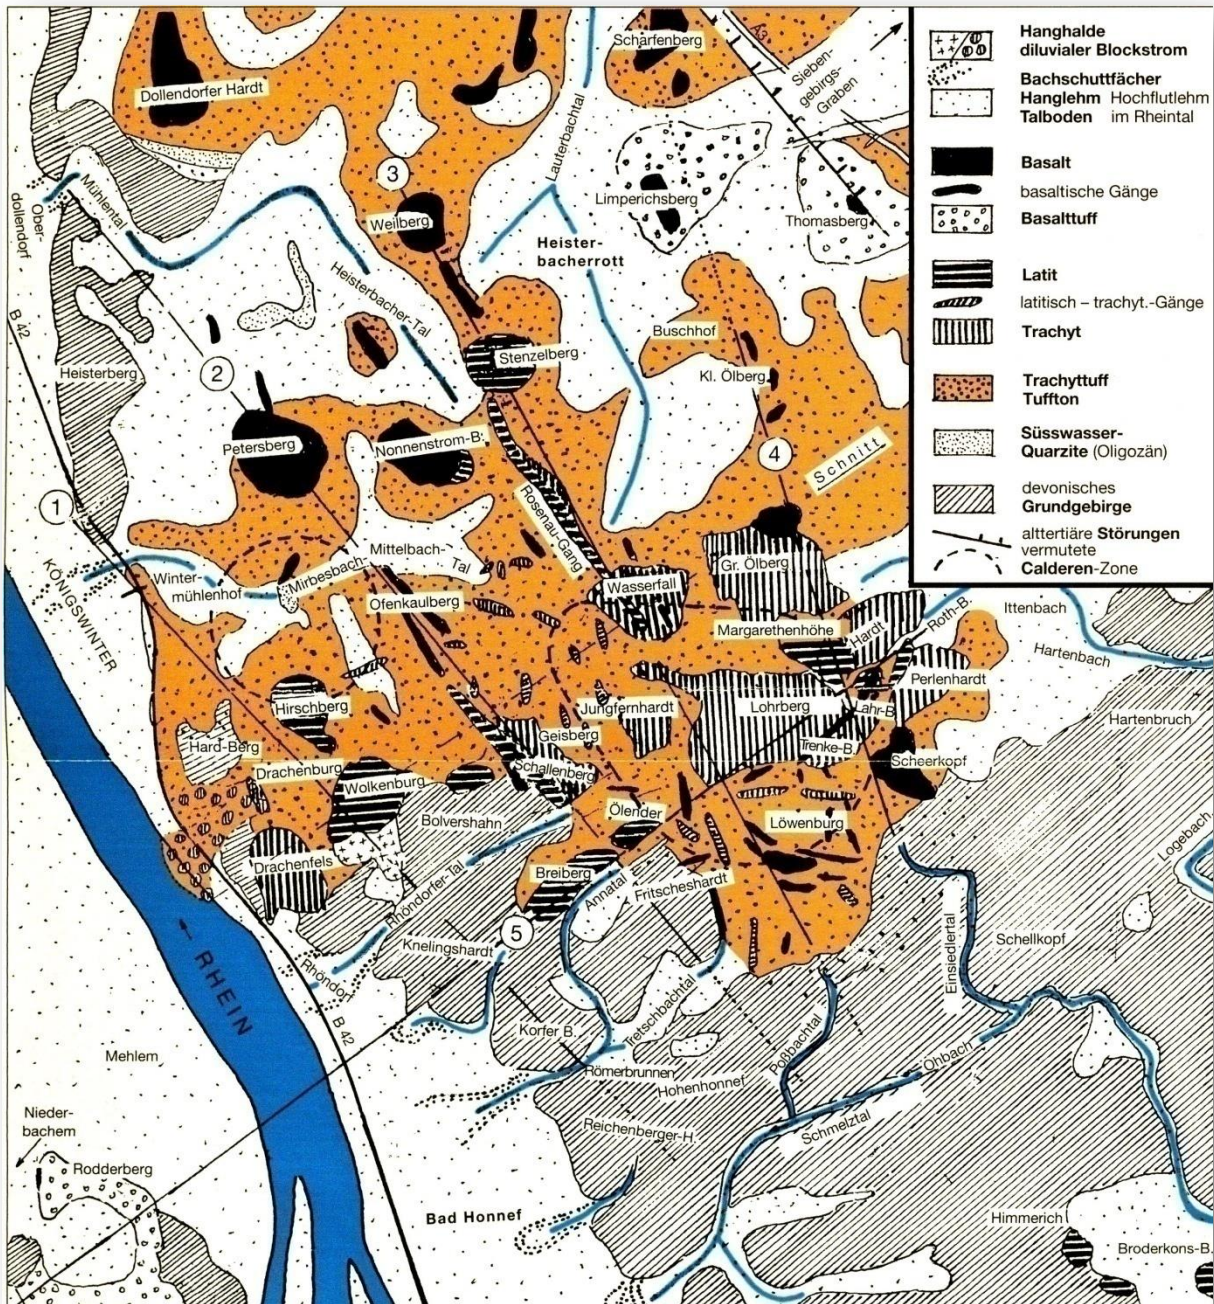 Hanghalde
diluvialer Blockstrom
Bachschuttfächer
Hanglehm Hochflutlehm
Talboden im Rheintal
Basalt
basaltische Gänge
Basalttuff
Latit
latitisch – trachyt.-Gänge
Trachyt
Trachyttuff
Tuffton
Süsswasser-
Quarzite (Oligozän)
devonisches
Grundgebirge
alttertiäre Störungen
vermutete
Calderen-Zone
Scharfenberg
A3
Sieben-
gebirgs-
Graben
Dollendorfer Hardt
Lauterbachtal
3
Ober-
dollendorf
Mühlental
Weilberg
Limperichsberg
Thomasberg
Heister-
bacherrott
Heisterbacher-Tal
B 42
Buschhof
Stenzelberg
Heisterberg
2
Kl. Ölberg
Petersberg
Nonnenstrom-B.
4
Schnitt
1
Rosenau-Gang
Mittelbach-
Tal
KÖNIGSWINTER
Winter-
mühlenhof
Mirbesbach-
Gr. Ölberg
Wasserfall
Ofenkaulberg
Margarethenhöhe
Hardt
Roth-B.
Ittenbach
Hartenbach
Perlenhardt
Hirschberg
Jungfernhardt
Lohrberg
Lahr-B.
Hartenbruch
Hard-Berg
Geisberg
Trenke-B.
Drachenburg
Schallenberg
Scheerkopf
Wolkenburg
Bolvershahn
Ölender
Löwenburg
Logebach
Drachenfels
Breiberg
Annatal
Fritscheshardt
Rhöndorfer-Tal
5
Knelingshardt
Einsiedlertal
Schellkopf
RHEIN
Rhöndorf
B 42
Korfer B.
Tretschbachtal
Mehlem
Römerbrunnen
Poßbachtal
Ohbach
Hohenhonnef
Nieder-
bachem
Reichenberger-H.
Schmelztal
Rodderberg
Bad Honnef
Himmerich
Broderkons-B.